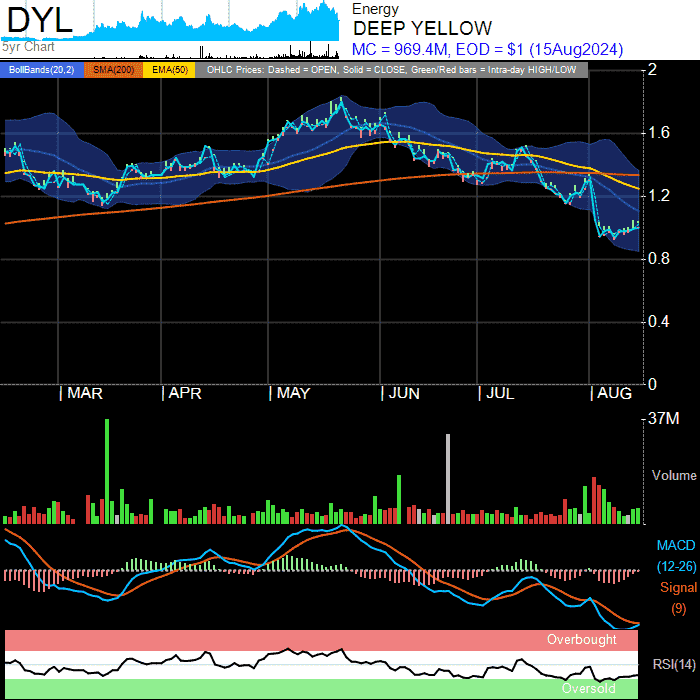 DYL
5yr Chart
Energy
DEEP YELLOW
MC = 969.4M, EOD = $1 (15Aug2024)
BollBands(20,2) SMA(200) EMA(50) OHLC Prices: Dashed = OPEN, Solid = CLOSE, Green/Red bars = Intra-day HIGH/LOW
2
1.6
1.2
0.8
0.4
0
MAR APR MAY JUN JUL AUG
37M
Volume
MACD
(12-26)
Signal
(9)
Overbought
RSI(14)
Oversold